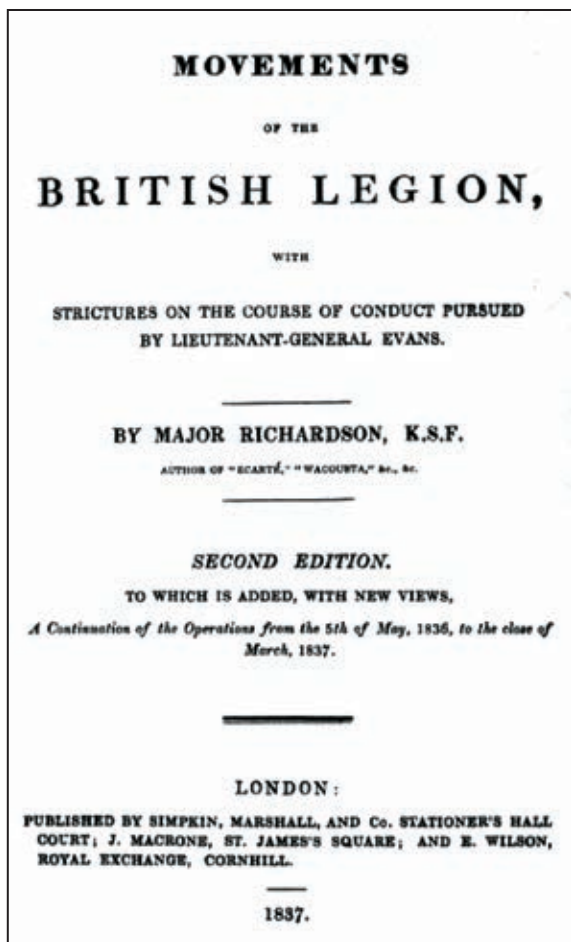 MOVEMENTS
OF THE
BRITISH LEGION,
WITH
STRICTURES ON THE COURSE OF CONDUCT PURSUED
BY LIEUTENANT-GENERAL EVANS.
BY MAJOR RICHARDSON, K.S.F.
AUTHOR OF "ECARTÉ," "WACOUSTA," &c., &c.
SECOND EDITION.
TO WHICH IS ADDED, WITH NEW VIEWS,
A Continuation of the Operations from the 5th of May, 1836, to the close of
March, 1837.
LONDON:
PUBLISHED BY SIMPKIN, MARSHALL, AND Co. STATIONER'S HALL
COURT; J. MACRONE, ST. JAMES'S SQUARE; AND E. WILSON,
ROYAL EXCHANGE, CORNHILL.
1837.